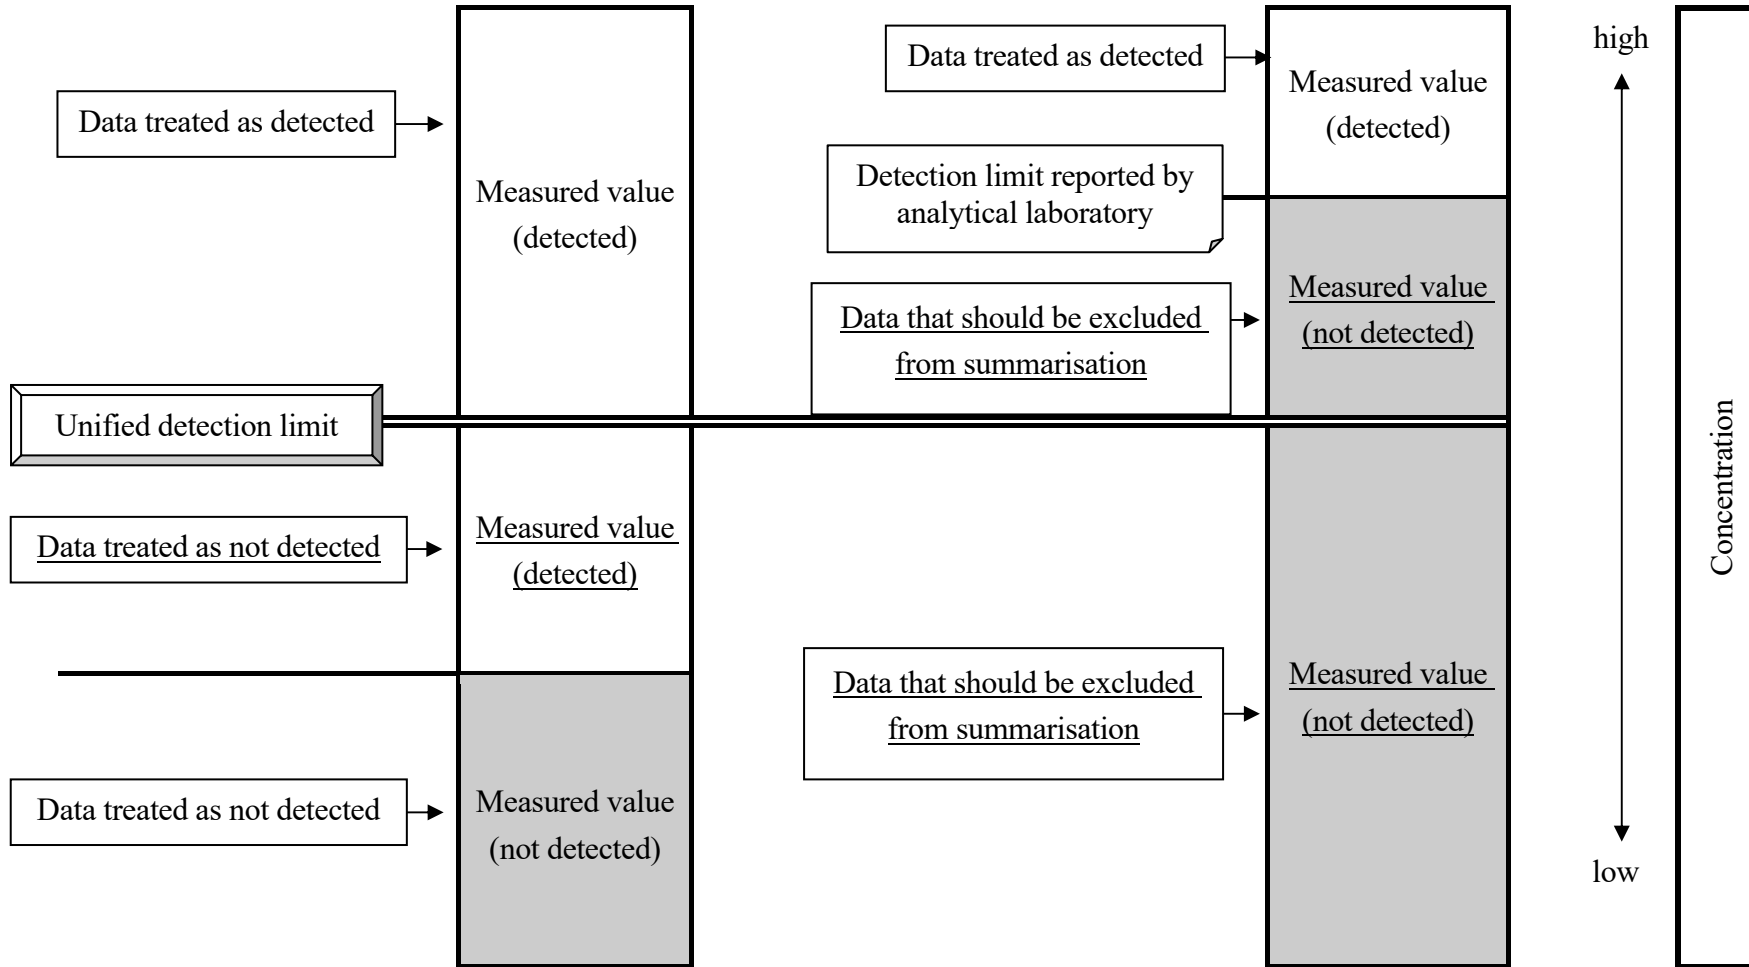 Data treated as detected
Measured value
(detected)
Unified detection limit
Data treated as not detected
Measured value
(detected)
Data treated as not detected
Measured value
(not detected)
Data treated as detected
Measured value
(detected)
Detection limit reported by
analytical laboratory
Data that should be excluded
from summarisation
Measured value
(not detected)
Data that should be excluded
from summarisation
Measured value
(not detected)
high
low
Concentration